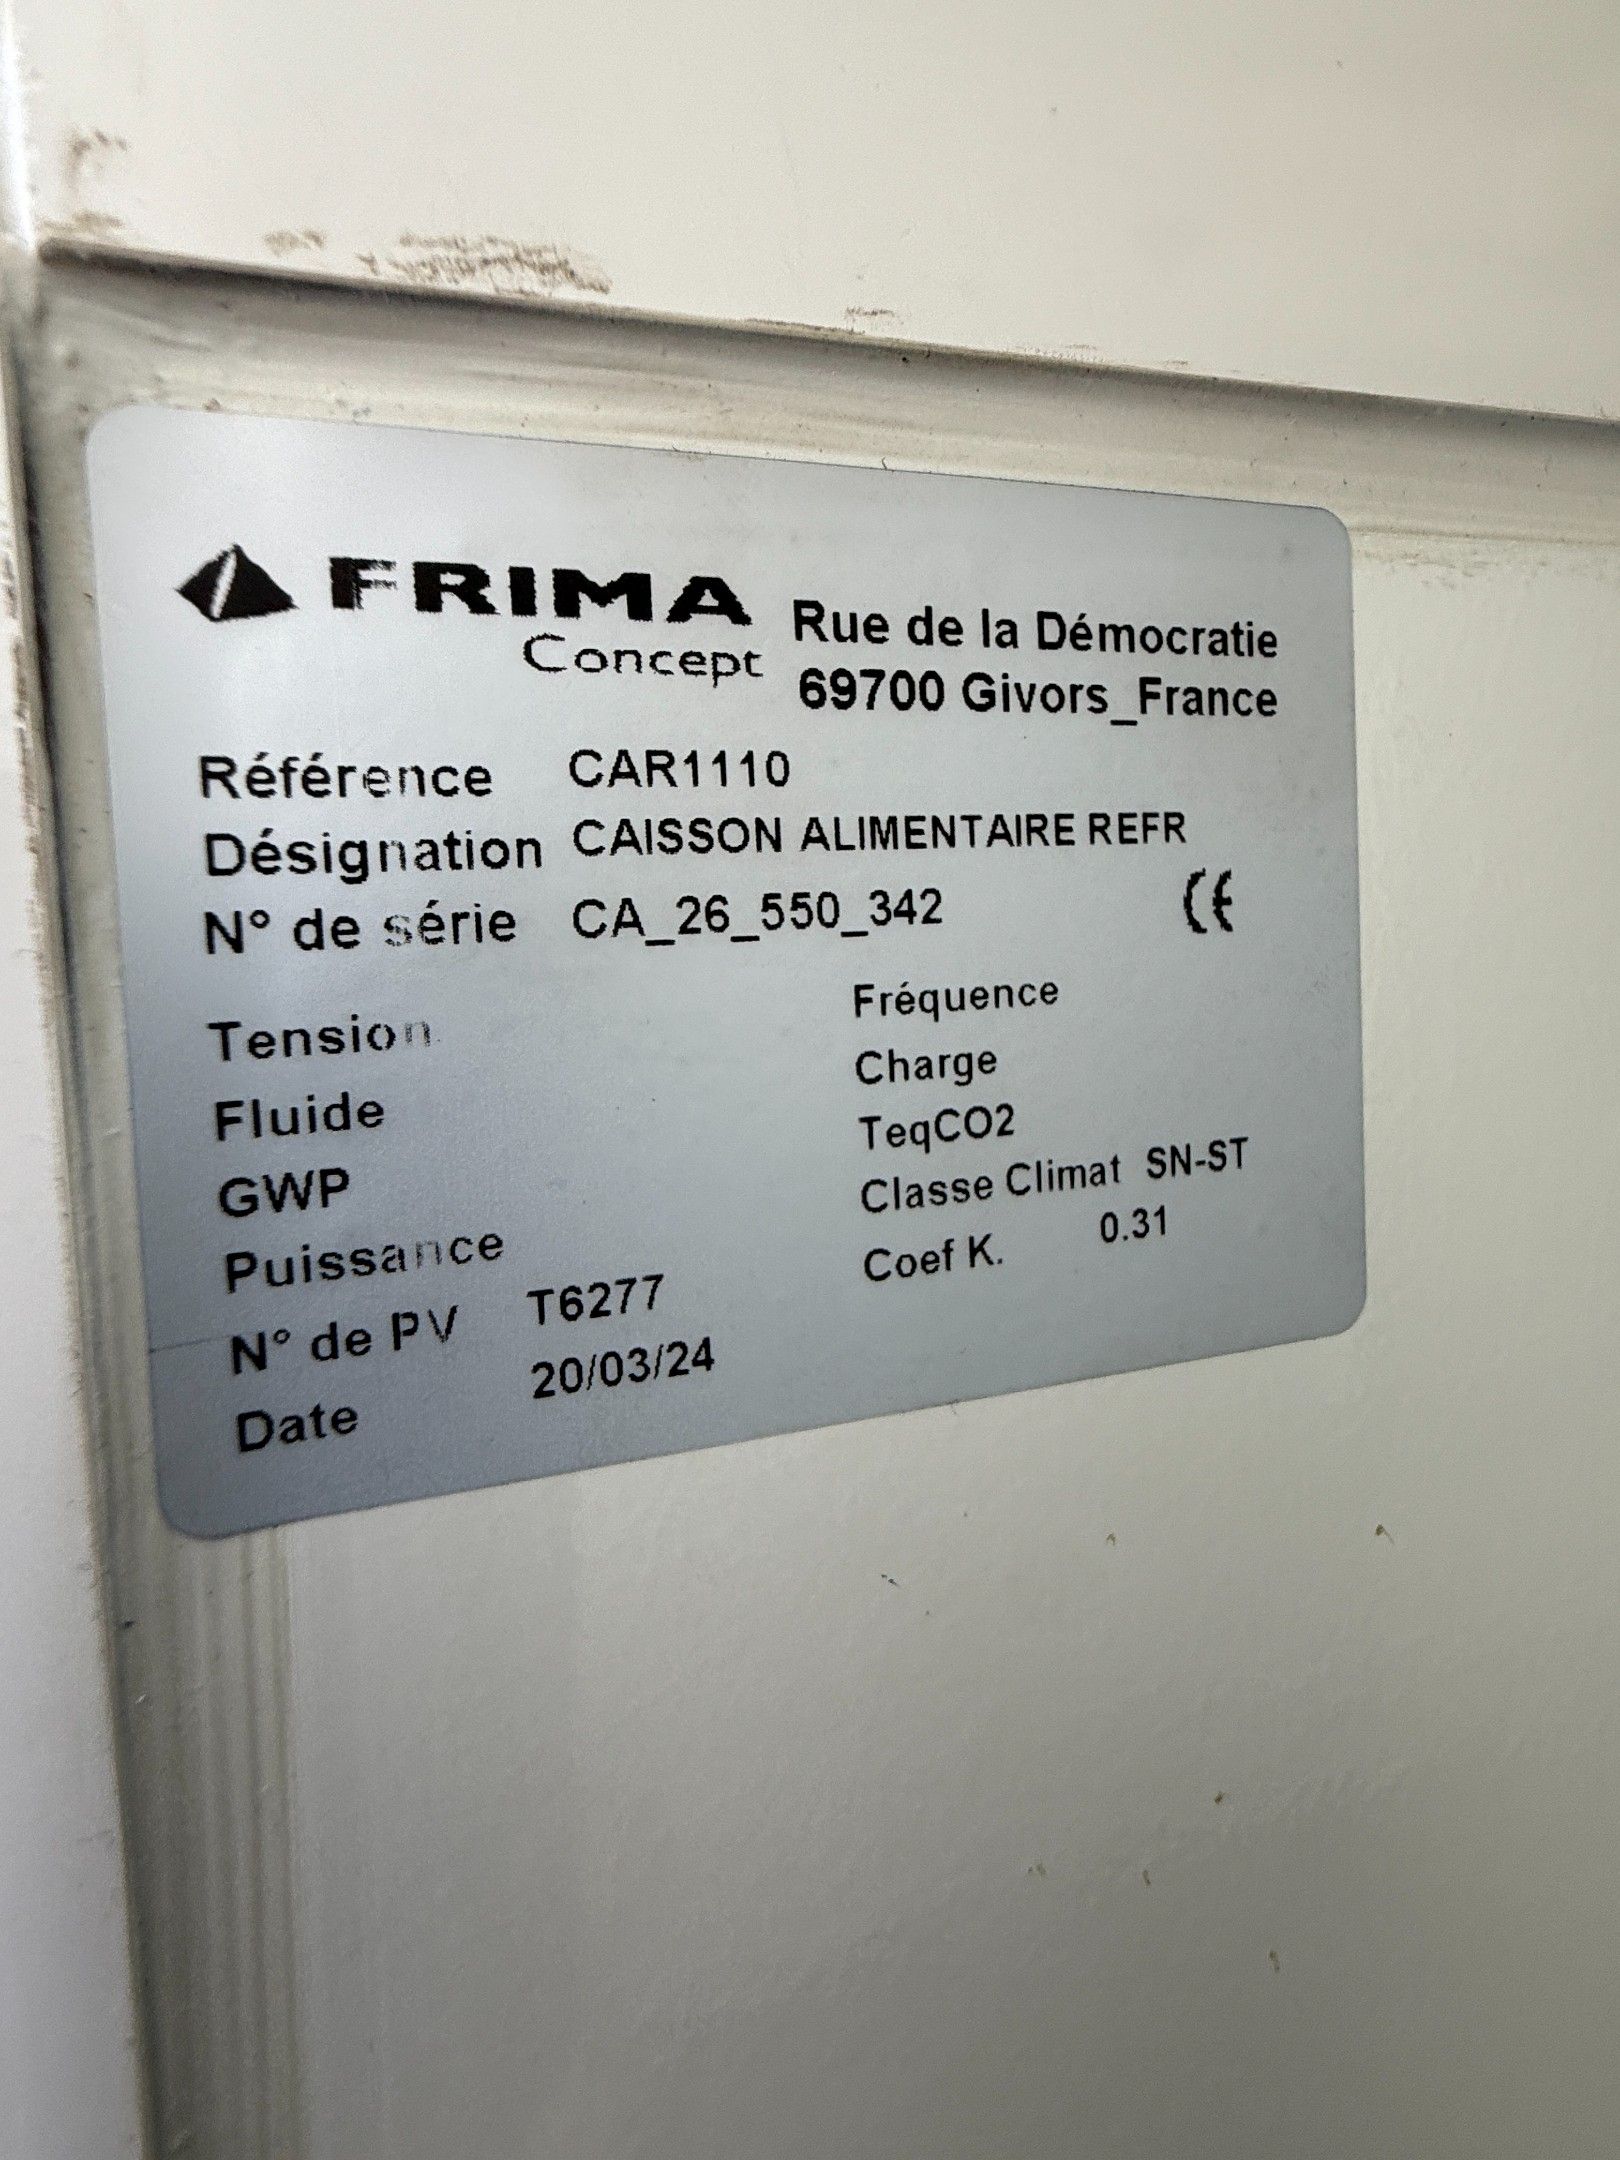 FRIMA
Concept
Rue de la Démocratie
69700 Givors_France
Référence CAR1110
Désignation CAISSON ALIMENTAIRE REFR
N° de série CA_26_550_342 CE
Tension Fréquence
Fluide Charge
GWP TeqCO2
Puissance Classe Climat SN-ST
N° de PV T6277 Coef K. 0.31
Date 20/03/24